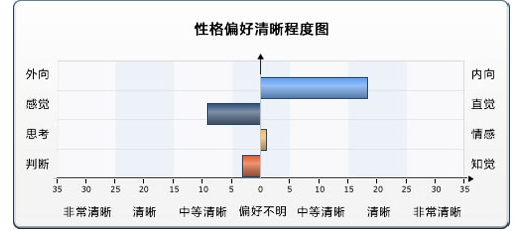 性格偏好清晰程度图
外向 内向
感觉 直觉
思考 情感
判断 知觉
35 30 25 20 15 10 5 0 5 10 15 20 25 30 35
非常清晰 清晰 中等清晰 偏好不明 中等清晰 清晰 非常清晰